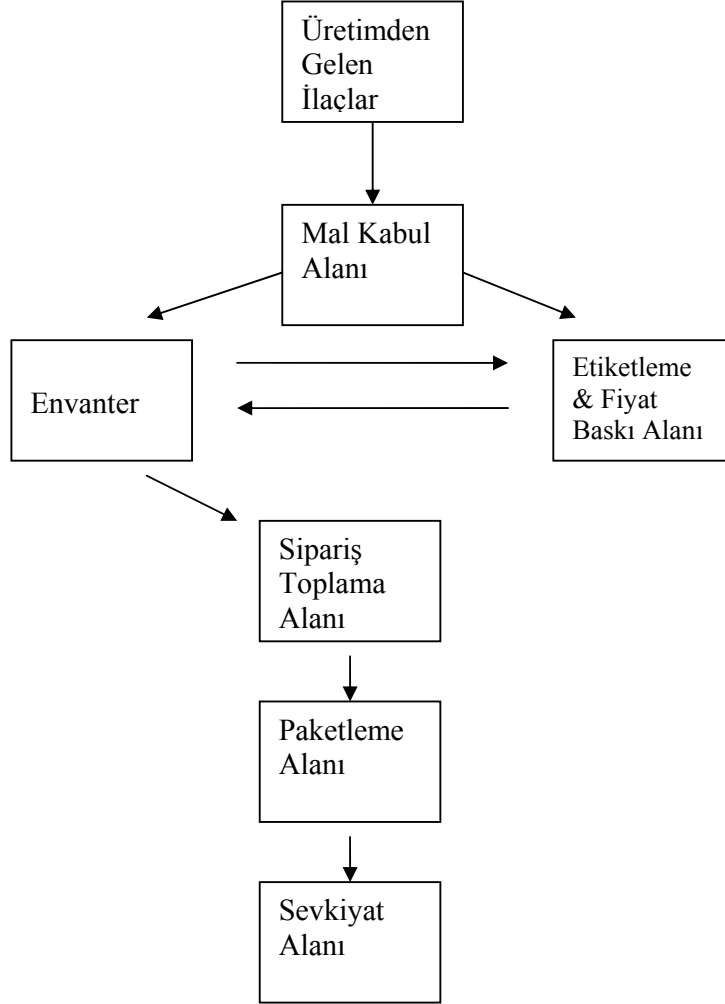 Üretimden
Gelen
İlaçlar
Mal Kabul
Alanı
Envanter
Etiketleme
& Fiyat
Baskı Alanı
Sipariş
Toplama
Alanı
Paketleme
Alanı
Sevkiyat
Alanı